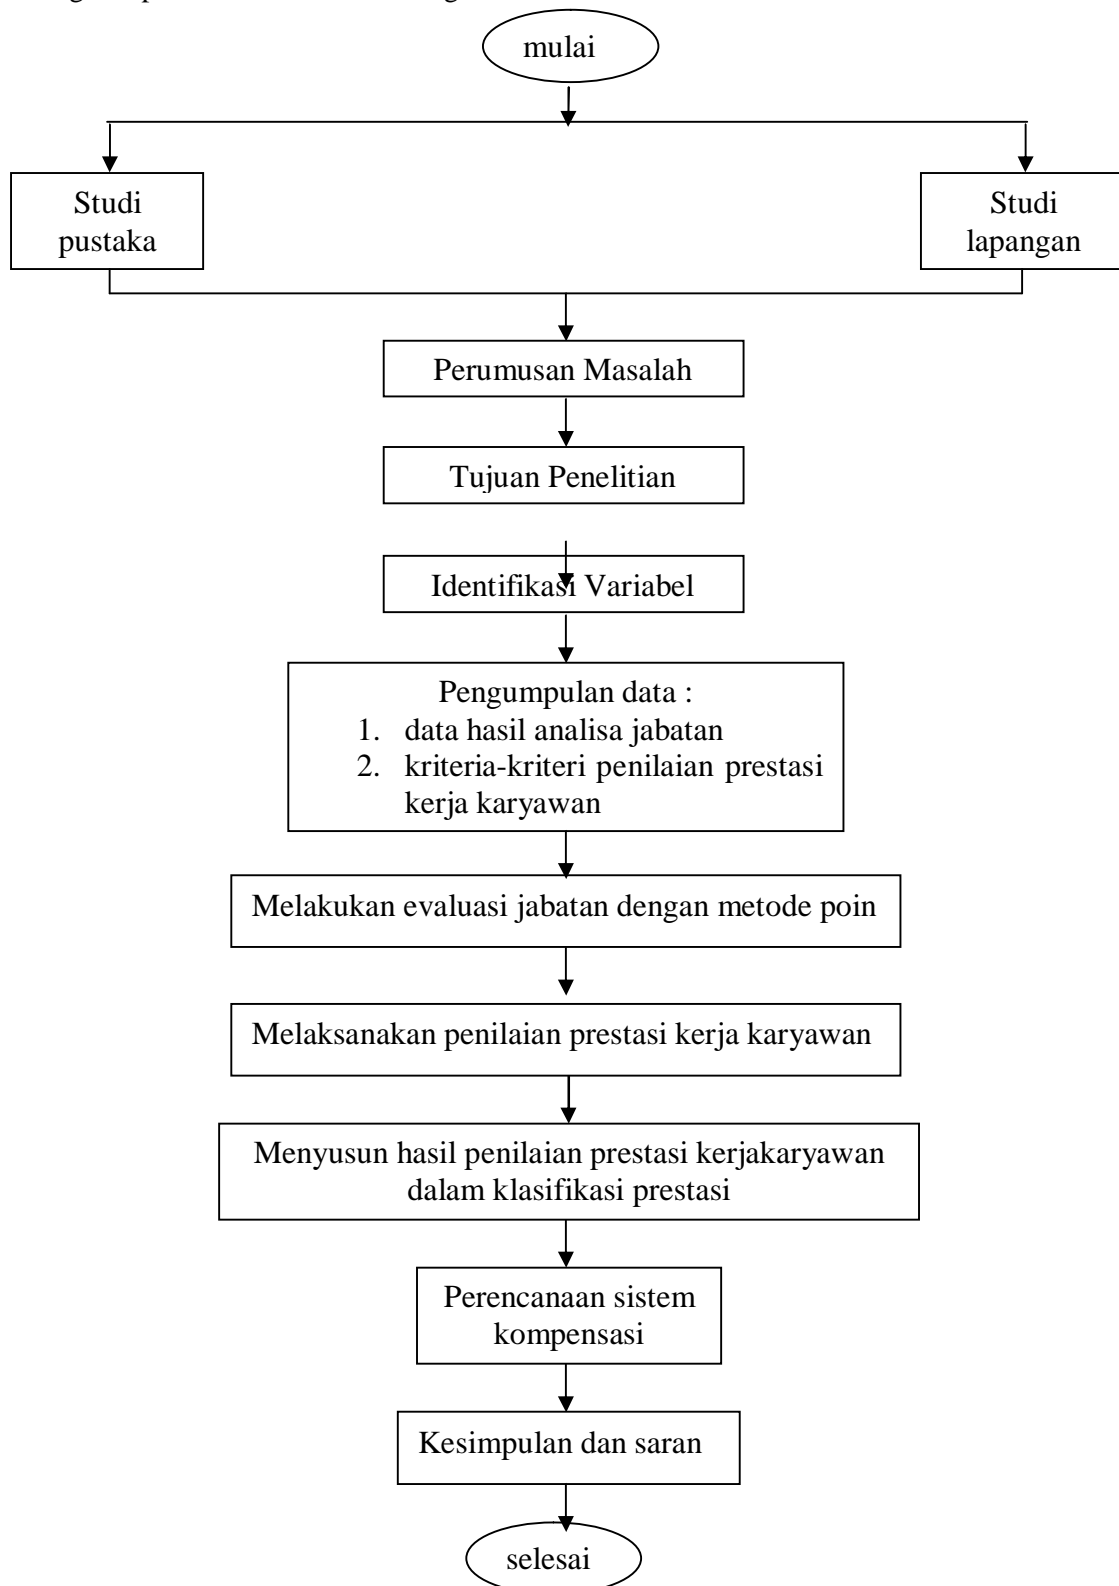 mulai
Studi
pustaka
Studi
lapangan
Perumusan Masalah
Tujuan Penelitian
Identifikasi Variabel
Pengumpulan data :
1. data hasil analisa jabatan
2. kriteria-kriteri penilaian prestasi
kerja karyawan
Melakukan evaluasi jabatan dengan metode poin
Melaksanakan penilaian prestasi kerja karyawan
Menyusun hasil penilaian prestasi kerjakaryawan
dalam klasifikasi prestasi
Perencanaan sistem
kompensasi
Kesimpulan dan saran
selesai